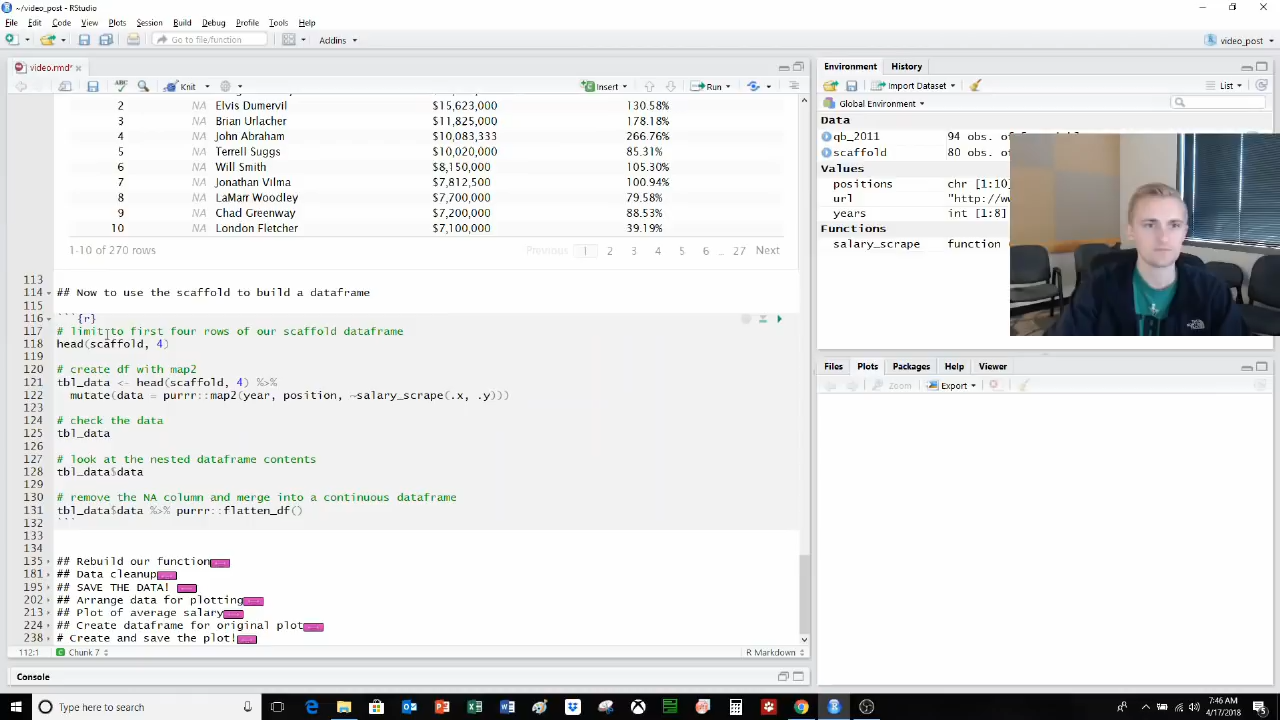 ~/video_post - RStudio
File Edit Code View Plots Session Build Debug Profile Tools Help
Go to file/function Addins video_post
video.rmd*
ABC Knit Insert Run
2 NA Elvis Dumervil $15,623,000 130.58%
3 NA Brian Urlacher $11,825,000 178.18%
4 NA John Abraham $10,083,333 266.76%
5 NA Terrell Suggs $10,020,000 85.31%
6 NA Will Smith $8,150,000 105.30%
7 NA Jonathan Vilma $7,812,500 100.94%
8 NA LaMarr Woodley $7,700,000 79.58%
9 NA Chad Greenway $7,200,000 88.53%
10 NA London Fletcher $7,100,000 39.19%
1-10 of 270 rows Previous 1 2 3 4 5 6 … 27 Next
113
114 ## Now to use the scaffold to build a dataframe
115
116 ```{r}
117 # limit to first four rows of our scaffold dataframe
118 head(scaffold, 4)
119
120 # create df with map2
121 tbl_data <- head(scaffold, 4) %>%
122 mutate(data = purrr::map2(year, position, ~salary_scrape(.x, .y)))
123
124 # check the data
125 tbl_data
126
127 # look at the nested dataframe contents
128 tbl_data$data
129
130 # remove the NA column and merge into a continuous dataframe
131 tbl_data$data %>% purrr::flatten_df()
132 ```
133
134
135 ## Rebuild our function
181 ## Data cleanup
195 ## SAVE THE DATA!
202 ## Arrange data for plotting
213 ## Plot of average salary
224 ## Create dataframe for original plot
238 # Create and save the plot!
112:1 Chunk 7 R Markdown
Console
Environment History
Import Dataset List
Global Environment
Data
qb_2011 94 obs. of
scaffold 80 obs. of
Values
positions chr [1:10]
url "http://ww
years int [1:8]
Functions
salary_scrape function
Files Plots Packages Help Viewer
Zoom Export
Type here to search
7:46 AM
4/17/2018